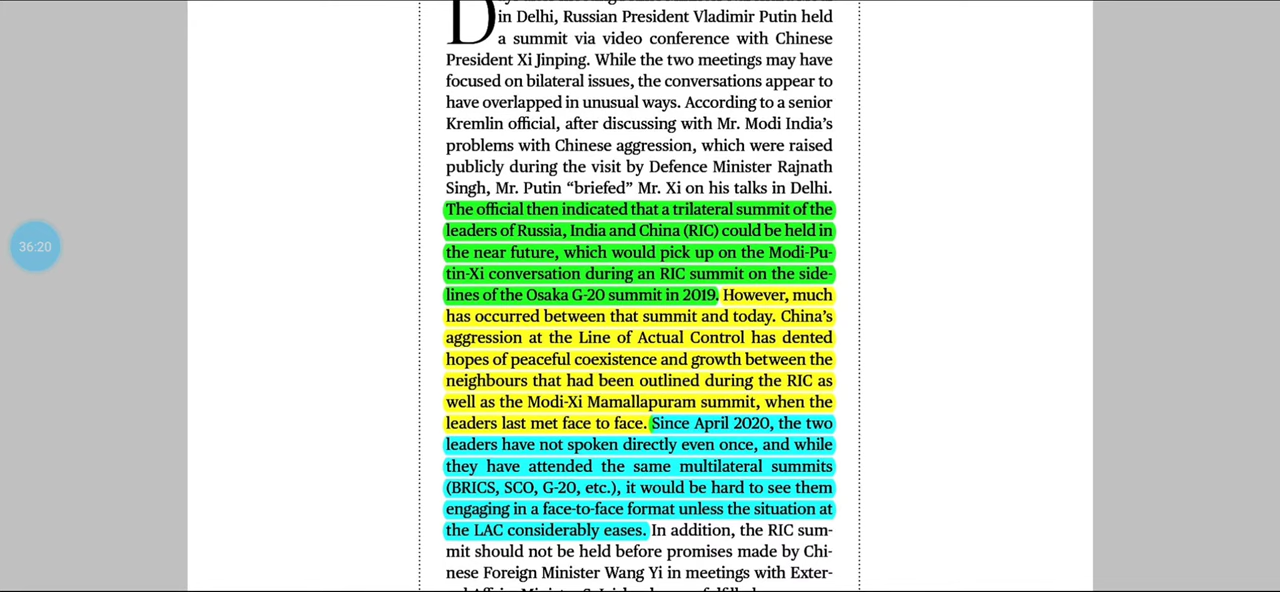 D
in Delhi, Russian President Vladimir Putin held
a summit via video conference with Chinese
President Xi Jinping. While the two meetings may have
focused on bilateral issues, the conversations appear to
have overlapped in unusual ways. According to a senior
Kremlin official, after discussing with Mr. Modi India’s
problems with Chinese aggression, which were raised
publicly during the visit by Defence Minister Rajnath
Singh, Mr. Putin “briefed” Mr. Xi on his talks in Delhi.
The official then indicated that a trilateral summit of the
leaders of Russia, India and China (RIC) could be held in
the near future, which would pick up on the Modi-Pu-
tin-Xi conversation during an RIC summit on the side-
lines of the Osaka G-20 summit in 2019. However, much
has occurred between that summit and today. China’s
aggression at the Line of Actual Control has dented
hopes of peaceful coexistence and growth between the
neighbours that had been outlined during the RIC as
well as the Modi-Xi Mamallapuram summit, when the
leaders last met face to face. Since April 2020, the two
leaders have not spoken directly even once, and while
they have attended the same multilateral summits
(BRICS, SCO, G-20, etc.), it would be hard to see them
engaging in a face-to-face format unless the situation at
the LAC considerably eases. In addition, the RIC sum-
mit should not be held before promises made by Chi-
nese Foreign Minister Wang Yi in meetings with Exter-
36:20